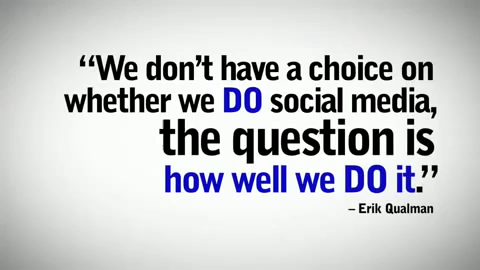 “We don’t have a choice on
whether we DO social media,
the question is
how well we DO it.”
– Erik Qualman